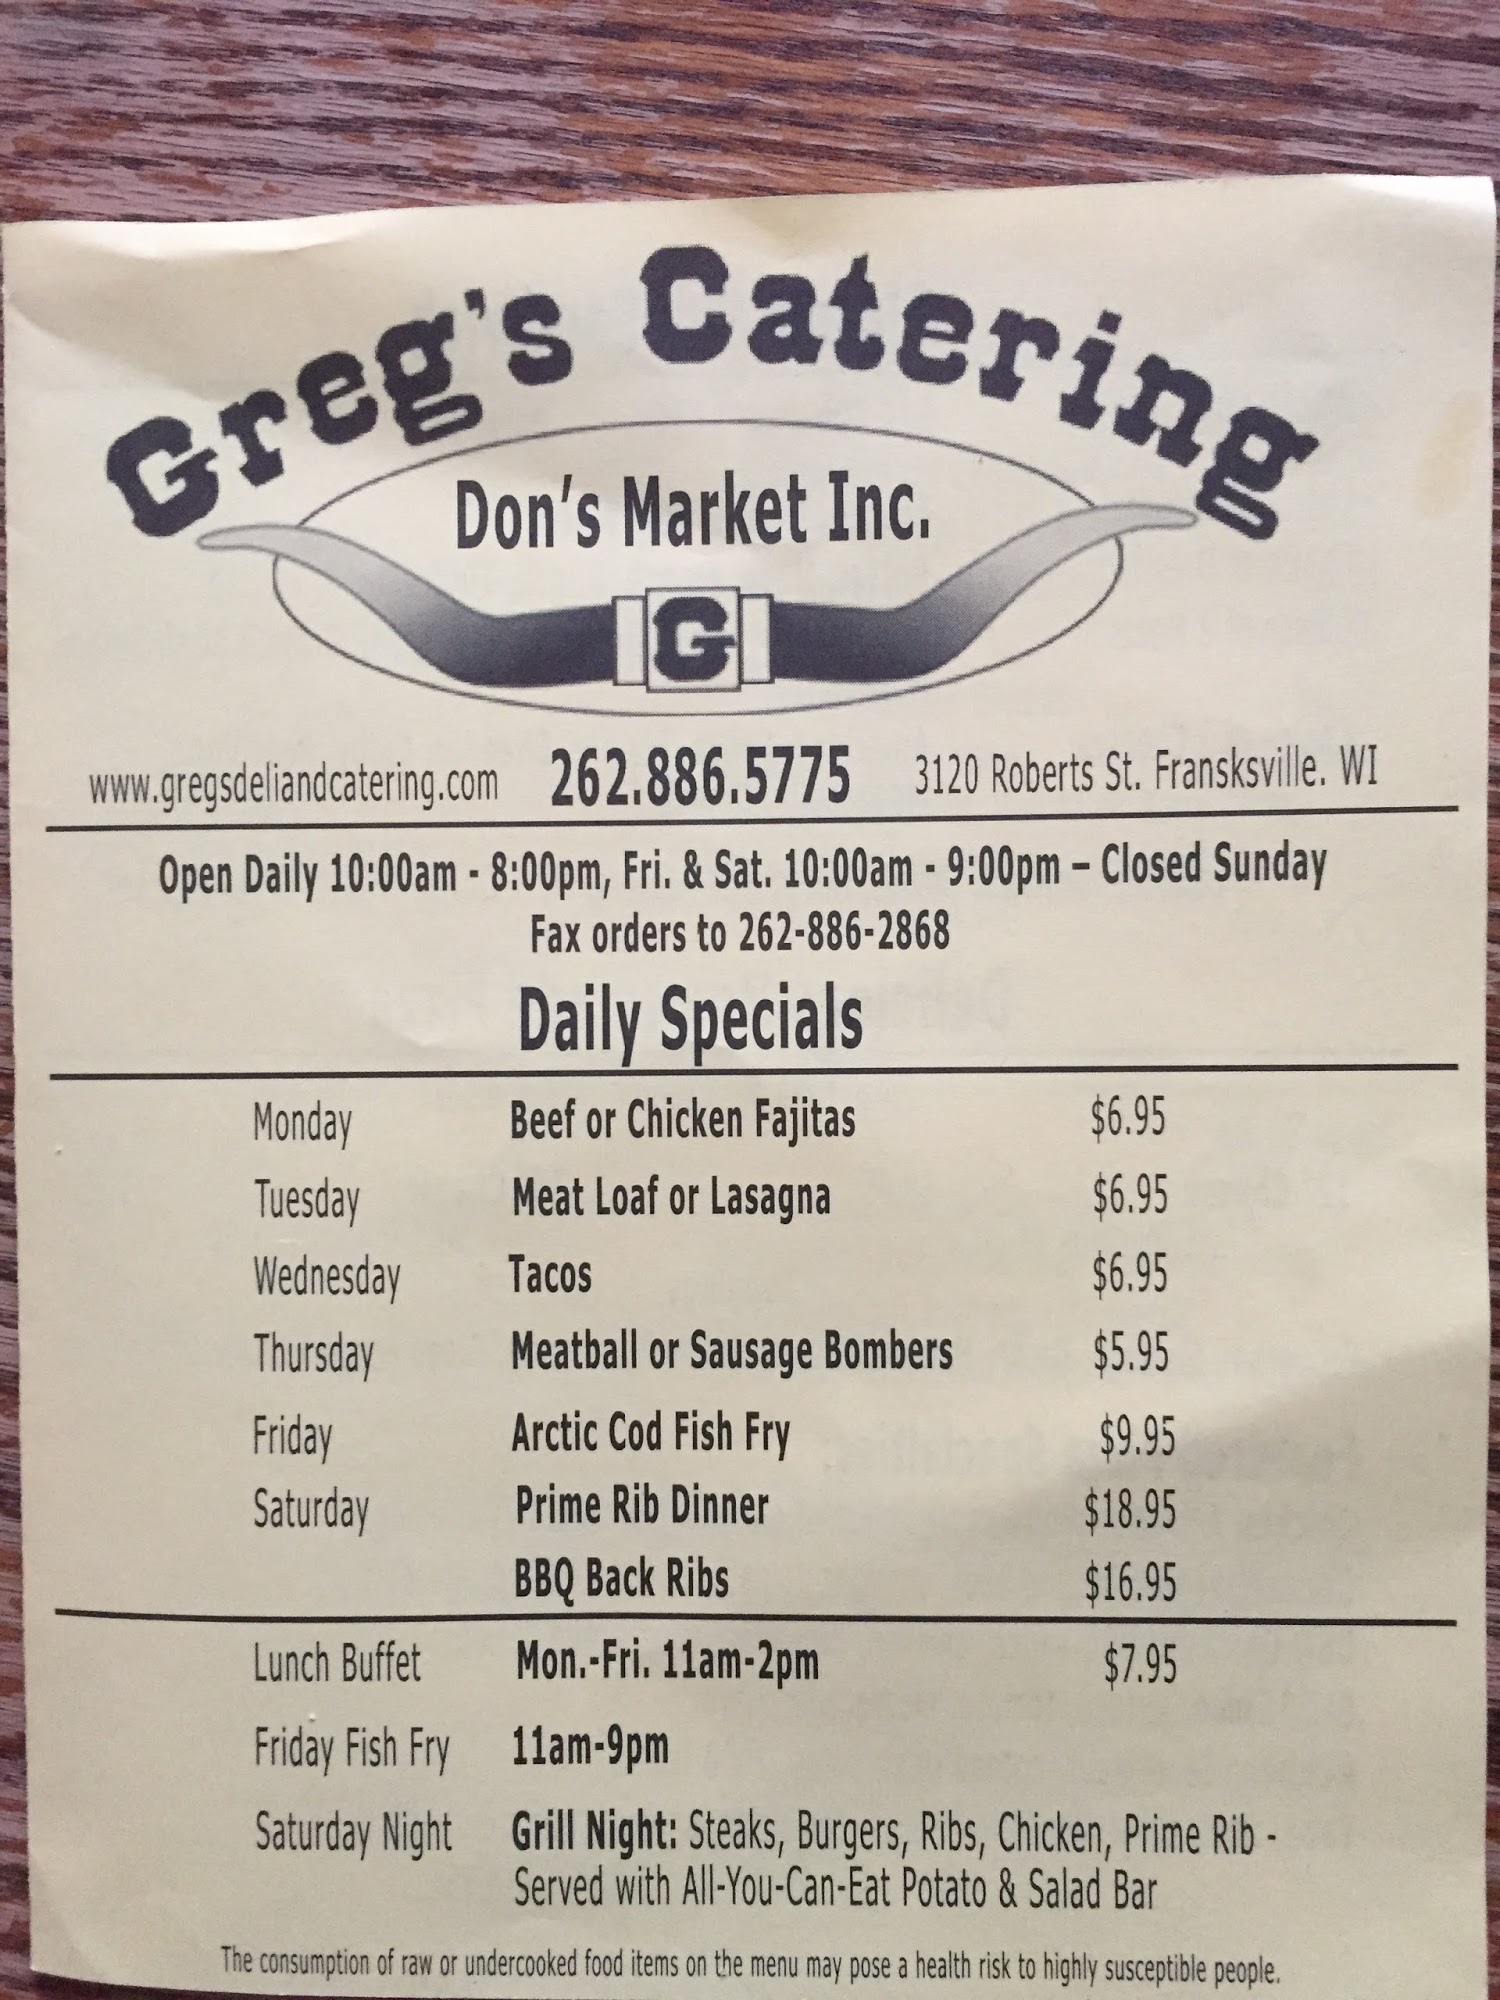 Greg's Catering
Don's Market Inc.
G
www.gregsdeliandcatering.com 262.886.5775 3120 Roberts St. Fransksville. WI
Open Daily 10:00am - 8:00pm, Fri. & Sat. 10:00am - 9:00pm – Closed Sunday
Fax orders to 262-886-2868
Daily Specials
Monday Beef or Chicken Fajitas $6.95
Tuesday Meat Loaf or Lasagna $6.95
Wednesday Tacos $6.95
Thursday Meatball or Sausage Bombers $5.95
Friday Arctic Cod Fish Fry $9.95
Saturday Prime Rib Dinner $18.95
BBQ Back Ribs $16.95
Lunch Buffet Mon.-Fri. 11am-2pm $7.95
Friday Fish Fry 11am-9pm
Saturday Night Grill Night: Steaks, Burgers, Ribs, Chicken, Prime Rib -
Served with All-You-Can-Eat Potato & Salad Bar
The consumption of raw or undercooked food items on the menu may pose a health risk to highly susceptible people.